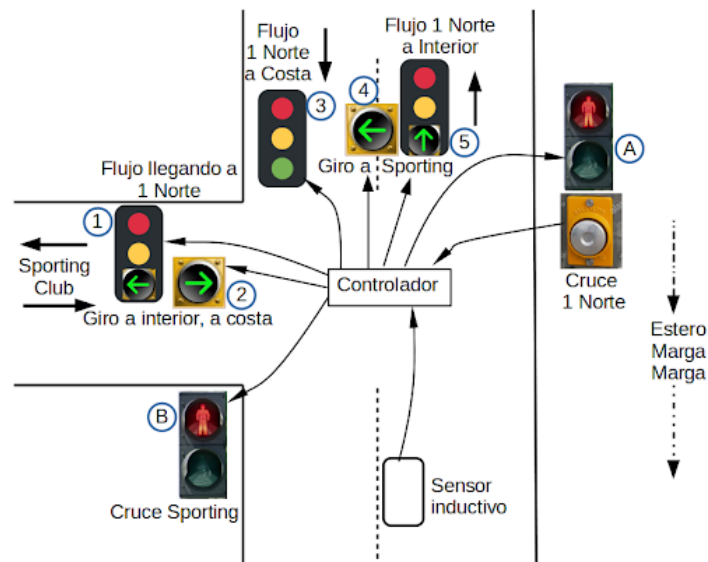 Flujo
1 Norte
a Costa
3
4
Flujo 1 Norte
a Interior
5
Giro a Sporting
A
Flujo llegando a
1 Norte
1
2
Sporting
Club
Giro a interior, a costa
Controlador
Cruce
1 Norte
Estero
Marga
Marga
B
Cruce Sporting
Sensor
inductivo